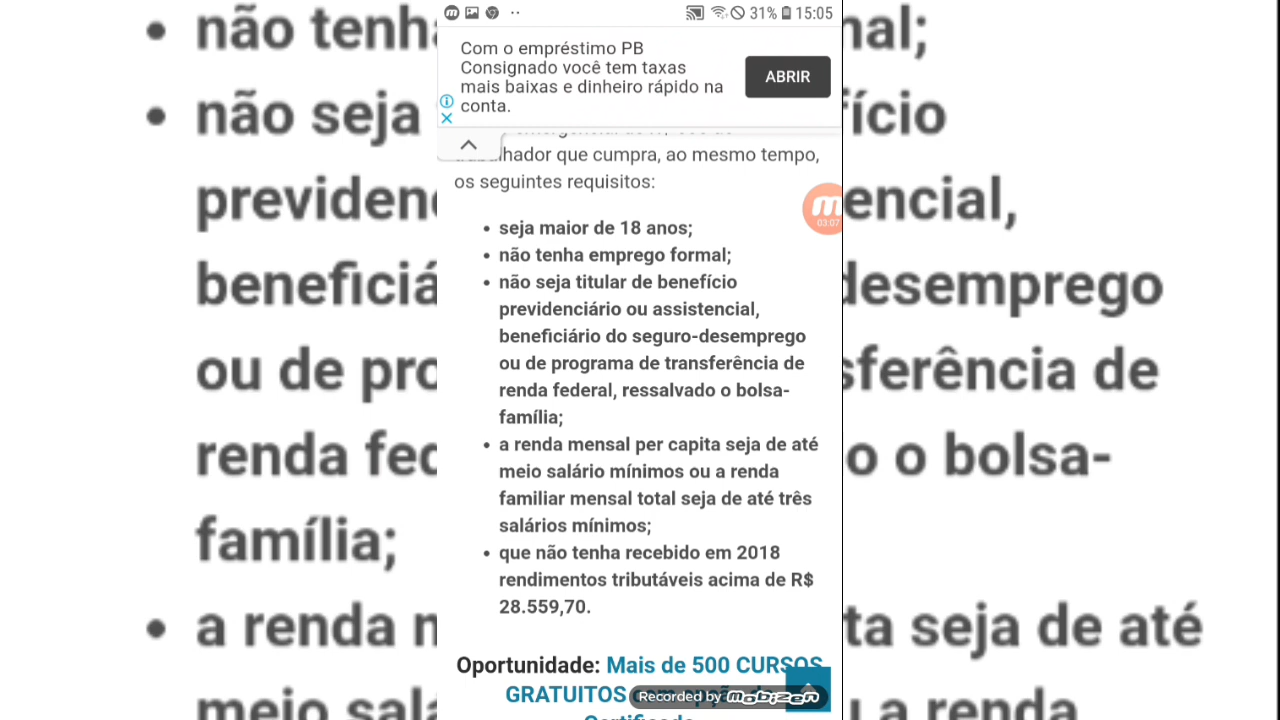 31% 15:05
Com o empréstimo PB
Consignado você tem taxas
mais baixas e dinheiro rápido na
conta.
ABRIR
que cumpra, ao mesmo tempo,
os seguintes requisitos:
03:07
• seja maior de 18 anos;
• não tenha emprego formal;
• não seja titular de benefício
previdenciário ou assistencial,
beneficiário do seguro-desemprego
ou de programa de transferência de
renda federal, ressalvado o bolsa-
família;
• a renda mensal per capita seja de até
meio salário mínimos ou a renda
familiar mensal total seja de até três
salários mínimos;
• que não tenha recebido em 2018
rendimentos tributáveis acima de R$
28.559,70.
Oportunidade: Mais de 500 CURSOS
GRATUITOS
Recorded by mobizen